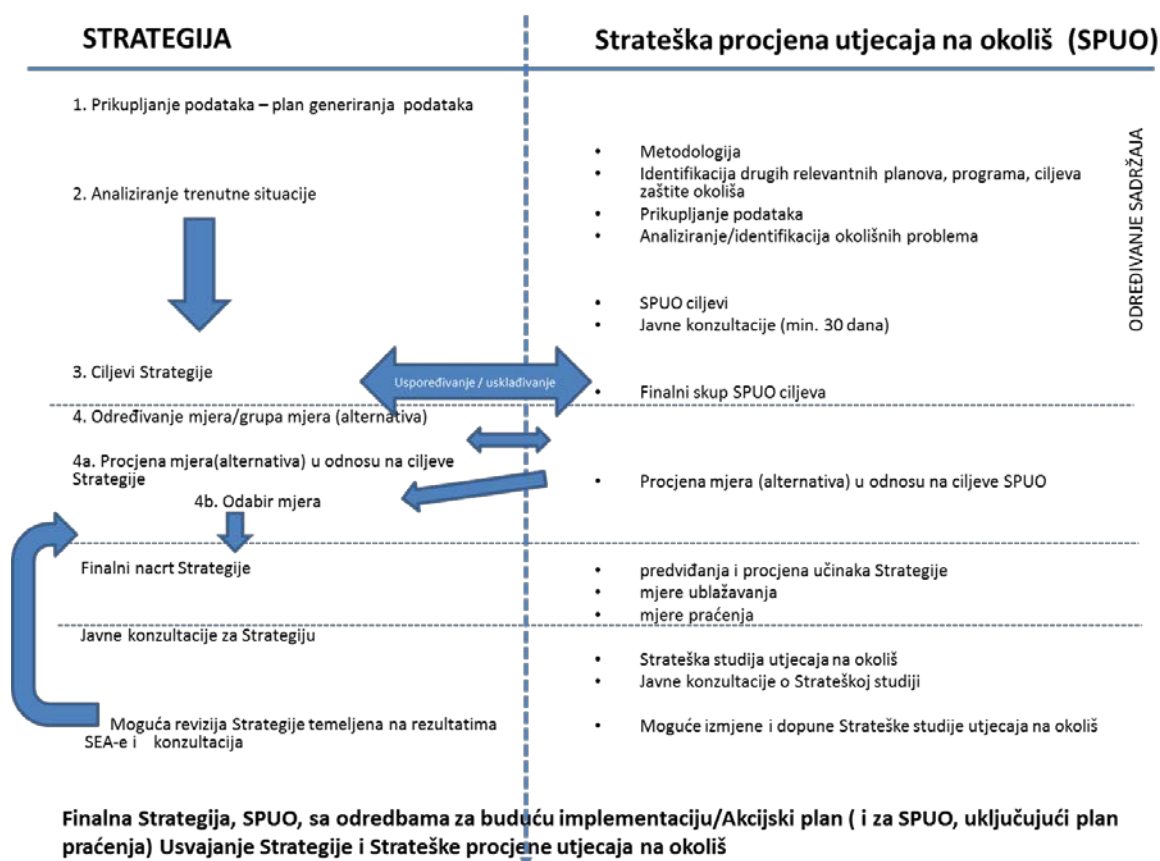 STRATEGIJA
Strateška procjena utjecaja na okoliš (SPUO)
1. Prikupljanje podataka – plan generiranja podataka
• Metodologija
• Identifikacija drugih relevantnih planova, programa, ciljeva
zaštite okoliša
2. Analiziranje trenutne situacije
• Prikupljanje podataka
• Analiziranje/identifikacija okolišnih problema
ODREĐIVANJE SADRŽAJA
• SPUO ciljevi
• Javne konzultacije (min. 30 dana)
3. Ciljevi Strategije
Uspoređivanje / usklađivanje
• Finalni skup SPUO ciljeva
4. Određivanje mjera/grupa mjera (alternativa)
4a. Procjena mjera(alternativa) u odnosu na ciljeve
Strategije
• Procjena mjera (alternativa) u odnosu na ciljeve SPUO
4b. Odabir mjera
Finalni nacrt Strategije
• predviđanja i procjena učinaka Strategije
• mjere ublažavanja
• mjere praćenja
Javne konzultacije za Strategiju
• Strateška studija utjecaja na okoliš
• Javne konzultacije o Strateškoj studiji
Moguća revizija Strategije temeljena na rezultatima
SEA-e i konzultacija
• Moguće izmjene i dopune Strateške studije utjecaja na okoliš
Finalna Strategija, SPUO, sa odredbama za buduću implementaciju/Akcijski plan ( i za SPUO, uključujući plan
praćenja) Usvajanje Strategije i Strateške procjene utjecaja na okoliš